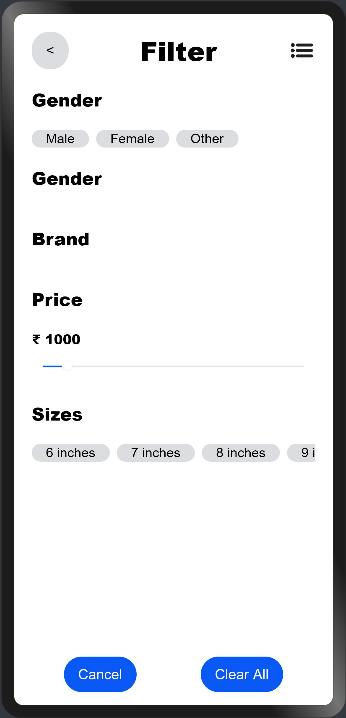 < Filter
Gender
Male Female Other
Gender
Brand
Price
₹ 1000
Sizes
6 inches 7 inches 8 inches 9 i
Cancel Clear All